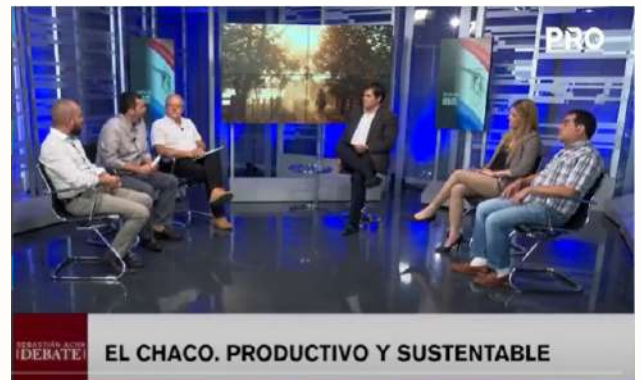 PRO
SEBASTIÁN ACHA
DEBATE
EL CHACO. PRODUCTIVO Y SUSTENTABLE